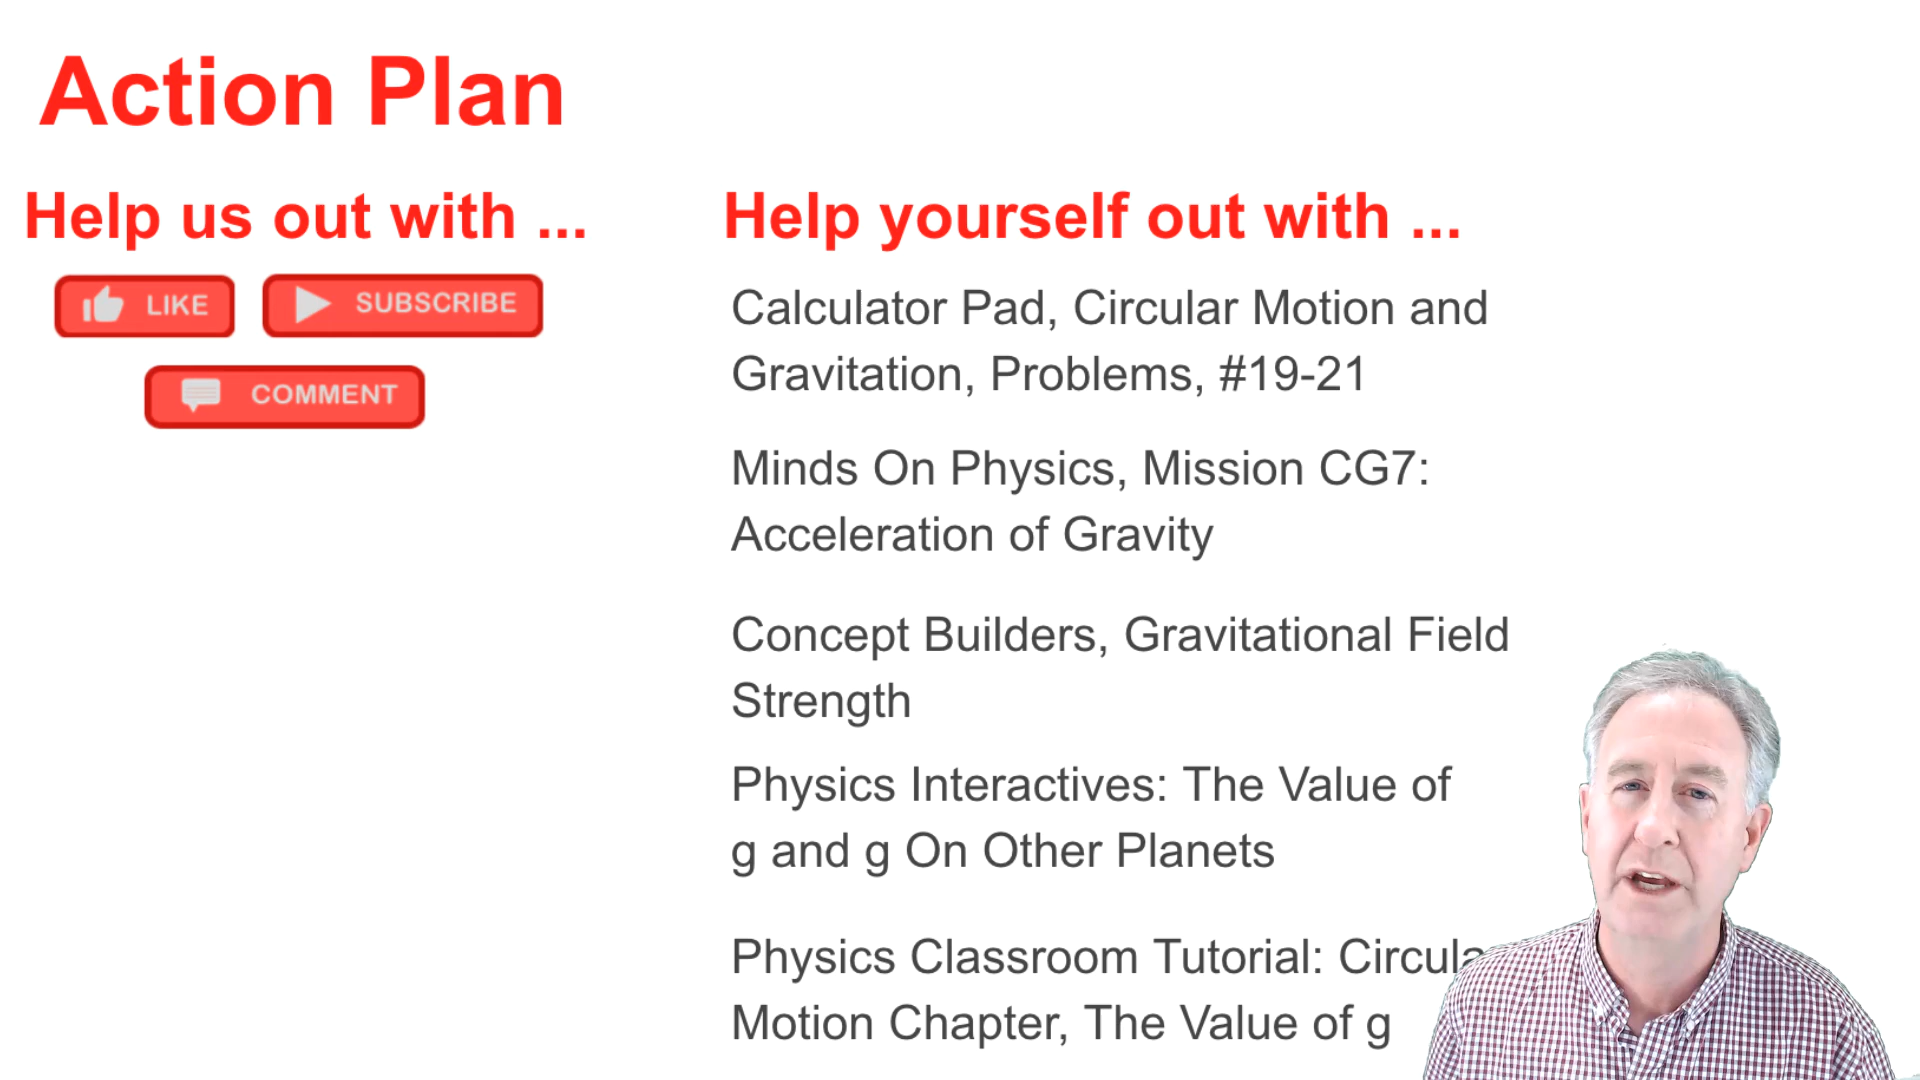 Action Plan
Help us out with ...
LIKE
SUBSCRIBE
COMMENT
Help yourself out with ...
Calculator Pad, Circular Motion and
Gravitation, Problems, #19-21
Minds On Physics, Mission CG7:
Acceleration of Gravity
Concept Builders, Gravitational Field
Strength
Physics Interactives: The Value of
g and g On Other Planets
Physics Classroom Tutorial: Circula
Motion Chapter, The Value of g